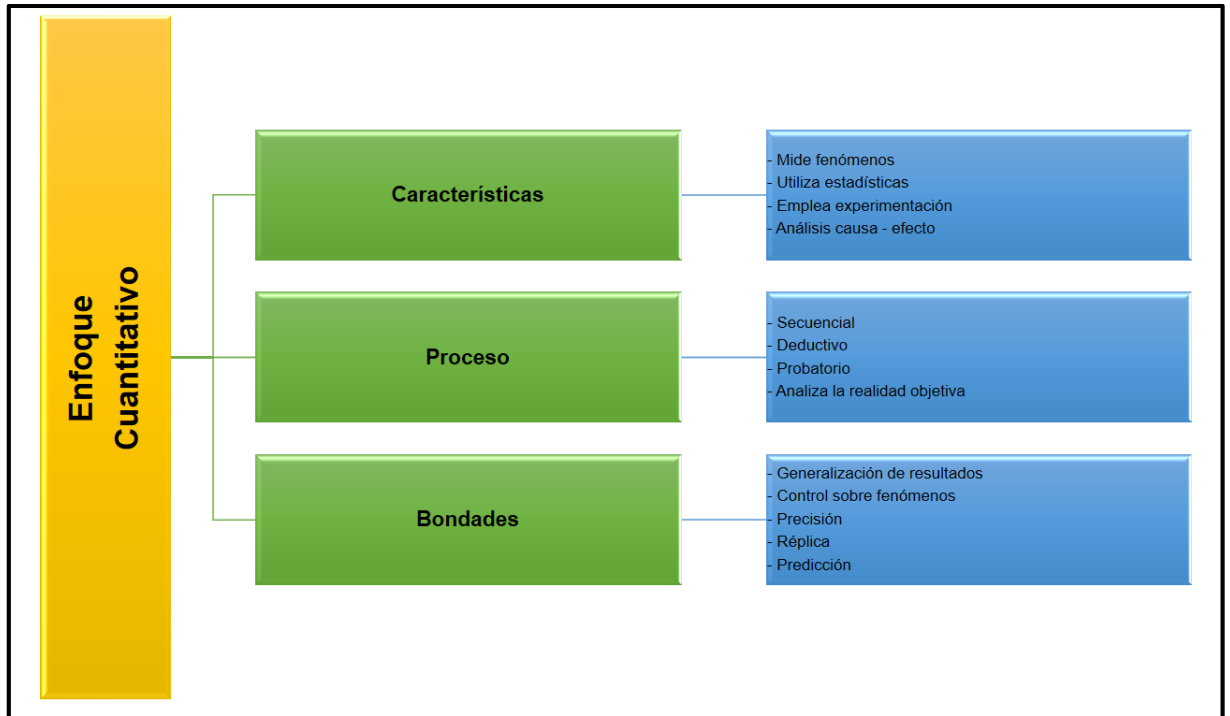 Enfoque
Cuantitativo
Característícas
- Mide fenómenos
- Utiliza estadísticas
- Emplea experimentación
- Análisis causa - efecto
Proceso
- Secuencial
- Deductivo
- Probatorio
- Analiza la realidad objetiva
Bondades
- Generalización de resultados
- Control sobre fenómenos
- Precisión
- Réplica
- Predicción